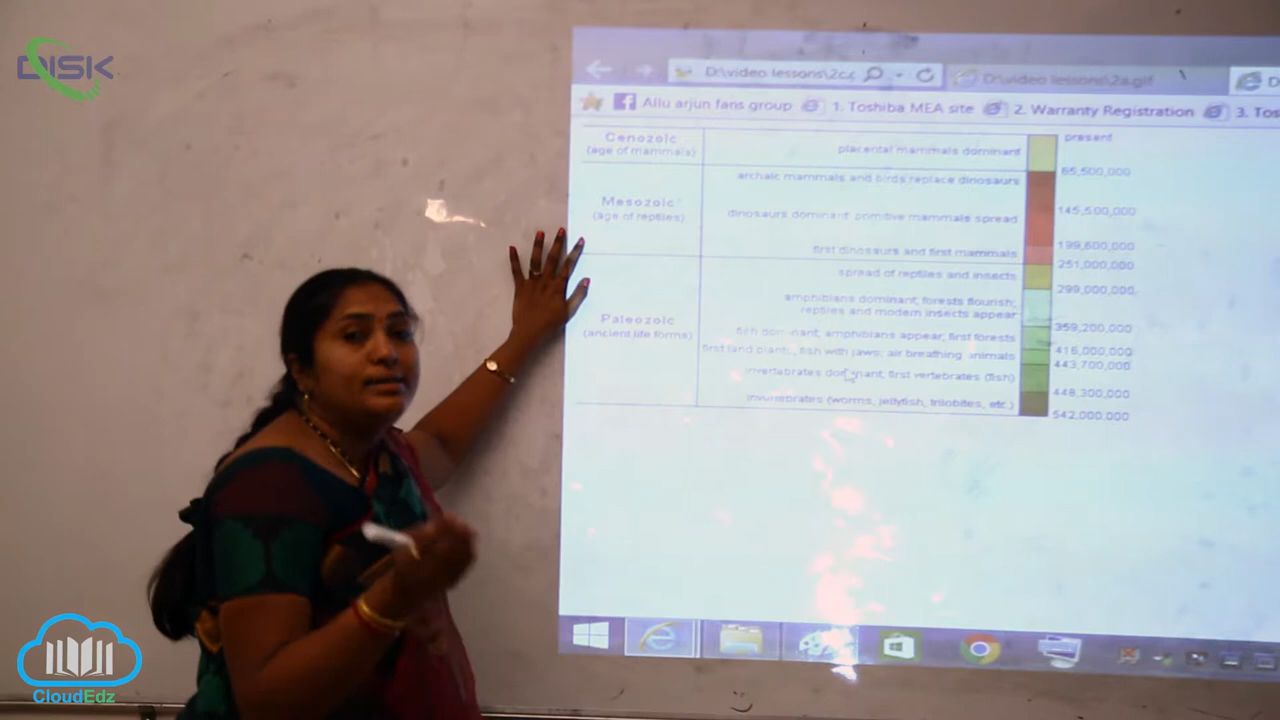 DISK
D:\video lessons\2cc
D:\video lessons\2a.gif
D
Allu arjun fans group
1. Toshiba MEA site
2. Warranty Registration
3. Tos
Cenozoic
(age of mammals)
placental mammals dominant
present
65,500,000
Mesozoic
(age of reptiles)
archaic mammals and birds replace dinosaurs
dinosaurs dominant primitive mammals spread
145,500,000
first dinosaurs and first mammals
199,600,000
251,000,000
Paleozoic
(ancient life forms)
spread of reptiles and insects
299,000,000
amphibians dominant; forests flourish;
reptiles and modern insects appear
359,200,000
fish dominant, amphibians appear; first forests
416,000,000
first land plants, fish with jaws; air breathing animals
443,700,000
invertebrates dominant, first vertebrates (fish)
448,300,000
invertebrates (worms, jellyfish, trilobites, etc.)
542,000,000
CloudEdz